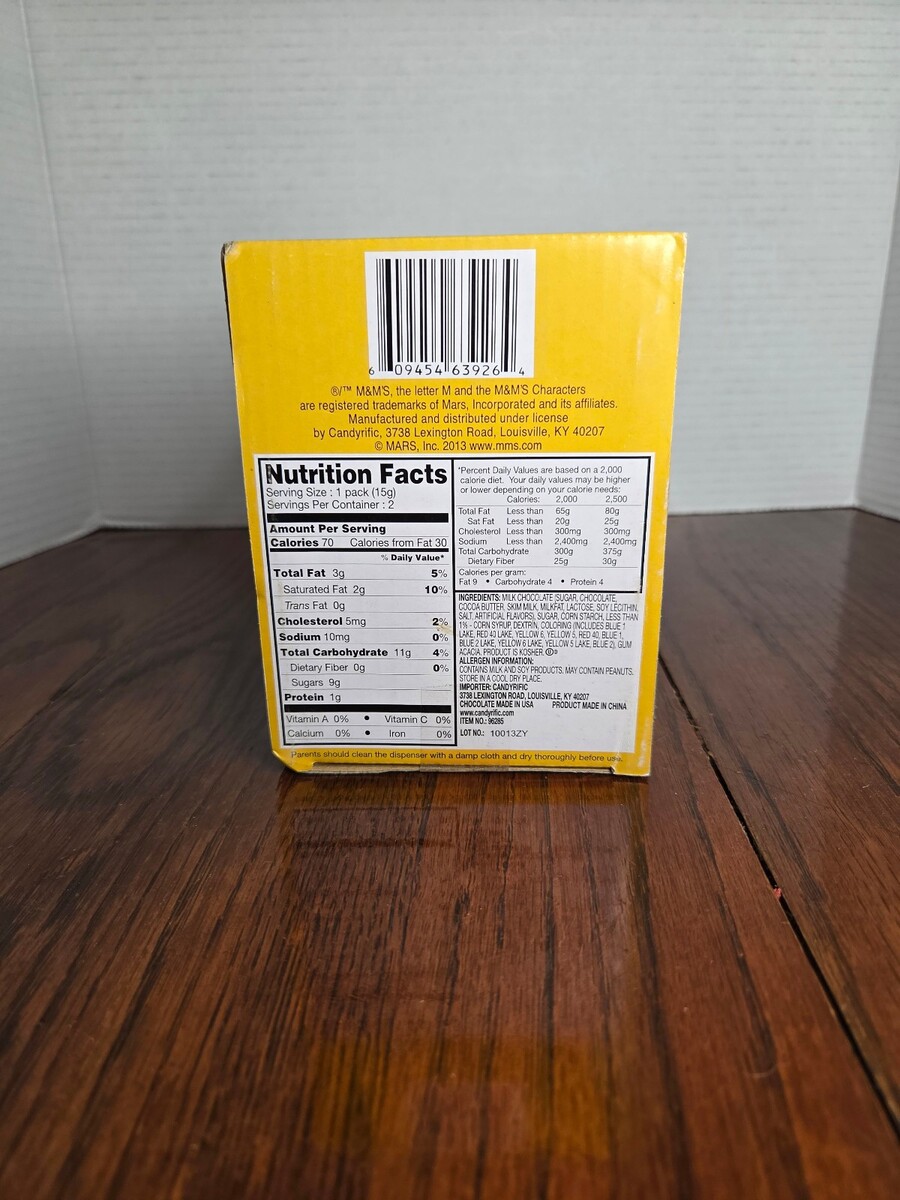 6 09454 63926 4
®/™ M&M'S, the letter M and the M&M'S Characters
are registered trademarks of Mars, Incorporated and its affiliates.
Manufactured and distributed under license
by Candyrific, 3738 Lexington Road, Louisville, KY 40207
© MARS, Inc. 2013 www.mms.com
Nutrition Facts
Serving Size : 1 pack (15g)
Servings Per Container : 2
Amount Per Serving
Calories 70 Calories from Fat 30
% Daily Value*
Total Fat 3g 5%
Saturated Fat 2g 10%
Trans Fat 0g
Cholesterol 5mg 2%
Sodium 10mg 0%
Total Carbohydrate 11g 4%
Dietary Fiber 0g 0%
Sugars 9g
Protein 1g
Vitamin A 0% • Vitamin C 0%
Calcium 0% • Iron 0%
*Percent Daily Values are based on a 2,000
calorie diet. Your daily values may be higher
or lower depending on your calorie needs:
Calories: 2,000 2,500
Total Fat Less than 65g 80g
Sat Fat Less than 20g 25g
Cholesterol Less than 300mg 300mg
Sodium Less than 2,400mg 2,400mg
Total Carbohydrate 300g 375g
Dietary Fiber 25g 30g
Calories per gram:
Fat 9 • Carbohydrate 4 • Protein 4
INGREDIENTS: MILK CHOCOLATE (SUGAR, CHOCOLATE,
COCOA BUTTER, SKIM MILK, MILKFAT, LACTOSE, SOY LECITHIN,
SALT, ARTIFICIAL FLAVORS), SUGAR, CORN STARCH, LESS THAN
1% - CORN SYRUP, DEXTRIN, COLORING (INCLUDES BLUE 1
LAKE, RED 40 LAKE, YELLOW 6, YELLOW 5, RED 40, BLUE 1,
BLUE 2 LAKE, YELLOW 6 LAKE, YELLOW 5 LAKE, BLUE 2), GUM
ACACIA. PRODUCT IS KOSHER. ⓊD
ALLERGEN INFORMATION:
CONTAINS MILK AND SOY PRODUCTS. MAY CONTAIN PEANUTS.
STORE IN A COOL DRY PLACE.
IMPORTER: CANDYRIFIC
3738 LEXINGTON ROAD, LOUISVILLE, KY 40207
CHOCOLATE MADE IN USA PRODUCT MADE IN CHINA
www.candyrific.com
ITEM NO.: 96285
LOT NO.: 10013ZY
Parents should clean the dispenser with a damp cloth and dry thoroughly before use.